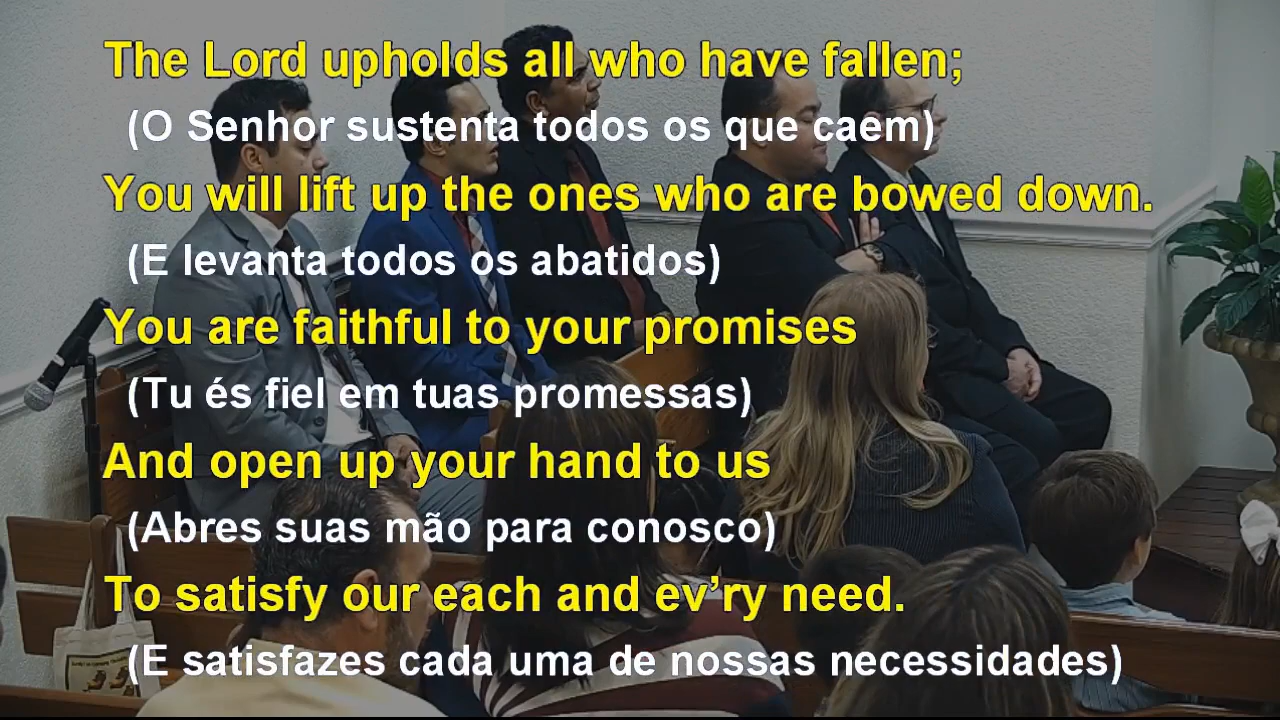 The Lord upholds all who have fallen;
(O Senhor sustenta todos os que caem)
You will lift up the ones who are bowed down.
(E levanta todos os abatidos)
You are faithful to your promises
(Tu és fiel em tuas promessas)
And open up your hand to us
(Abres suas mão para conosco)
To satisfy our each and ev’ry need.
(E satisfazes cada uma de nossas necessidades)